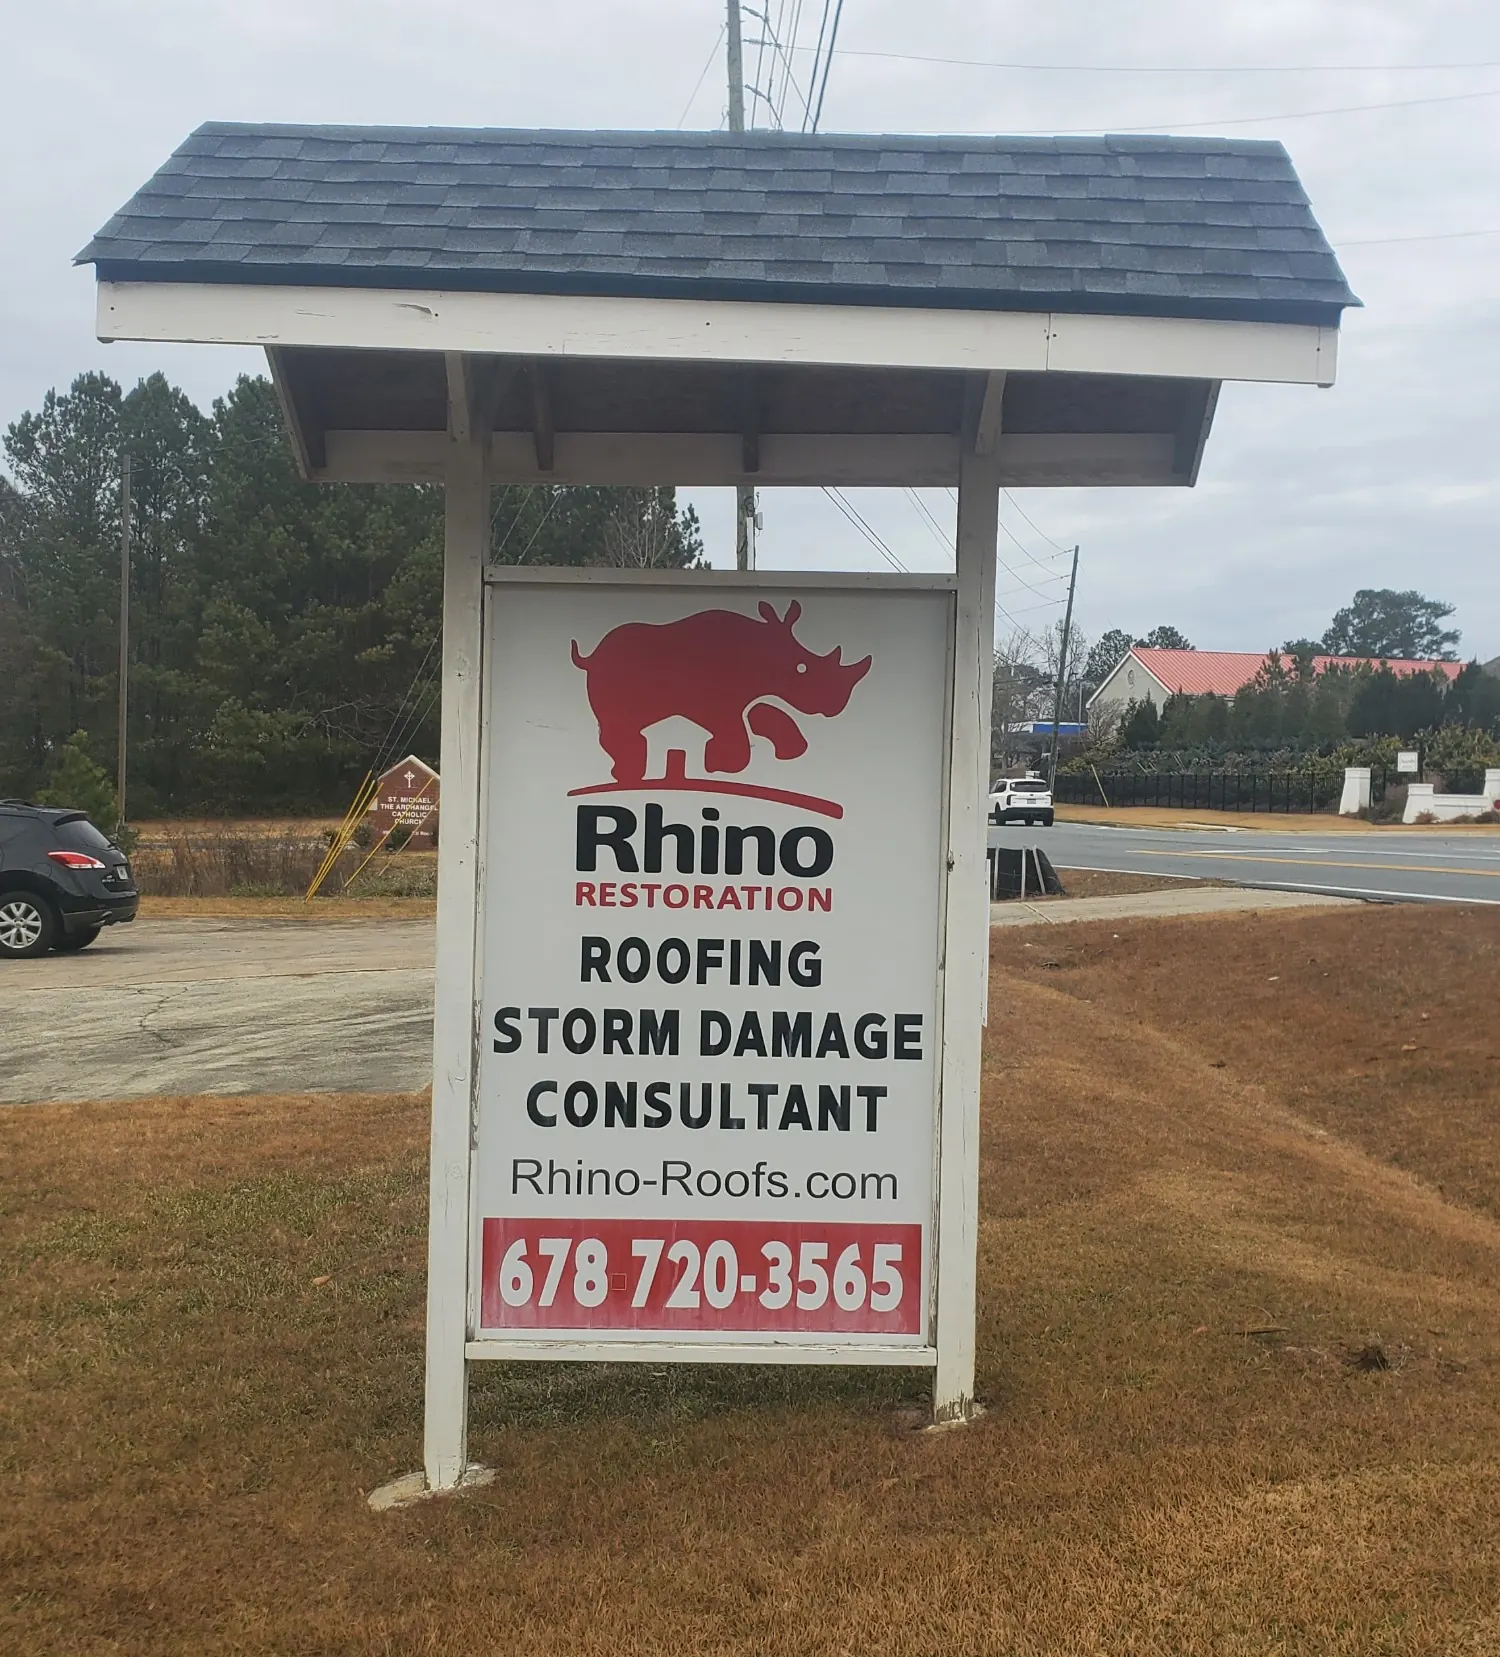 Rhino
RESTORATION
ROOFING
STORM DAMAGE
CONSULTANT
Rhino-Roofs.com
678 720-3565
ST. MICHAEL
THE ARCHANGEL
CATHOLIC
CHURCH